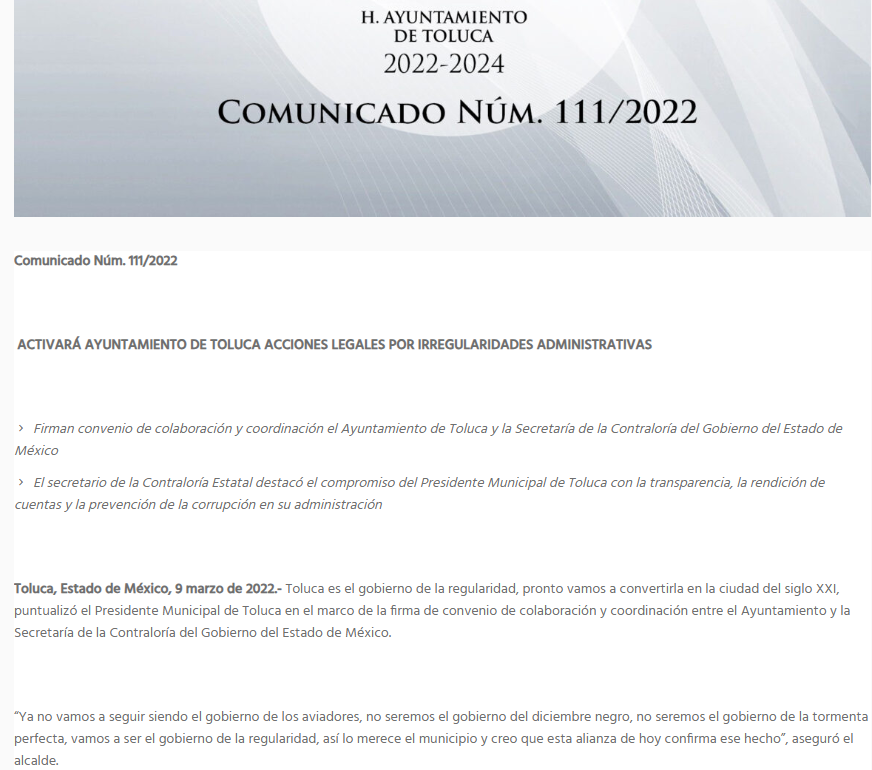 H. AYUNTAMIENTO
DE TOLUCA
2022-2024
COMUNICADO NÚM. 111/2022
Comunicado Núm. 111/2022
ACTIVARÁ AYUNTAMIENTO DE TOLUCA ACCIONES LEGALES POR IRREGULARIDADES ADMINISTRATIVAS
> Firman convenio de colaboración y coordinación el Ayuntamiento de Toluca y la Secretaría de la Contraloría del Gobierno del Estado de
México
> El secretario de la Contraloría Estatal destacó el compromiso del Presidente Municipal de Toluca con la transparencia, la rendición de
cuentas y la prevención de la corrupción en su administración
Toluca, Estado de México, 9 marzo de 2022.- Toluca es el gobierno de la regularidad, pronto vamos a convertirla en la ciudad del siglo XXI,
puntualizó el Presidente Municipal de Toluca en el marco de la firma de convenio de colaboración y coordinación entre el Ayuntamiento y la
Secretaría de la Contraloría del Gobierno del Estado de México.
“Ya no vamos a seguir siendo el gobierno de los aviadores, no seremos el gobierno del diciembre negro, no seremos el gobierno de la tormenta
perfecta, vamos a ser el gobierno de la regularidad, así lo merece el municipio y creo que esta alianza de hoy confirma ese hecho”, aseguró el
alcalde.